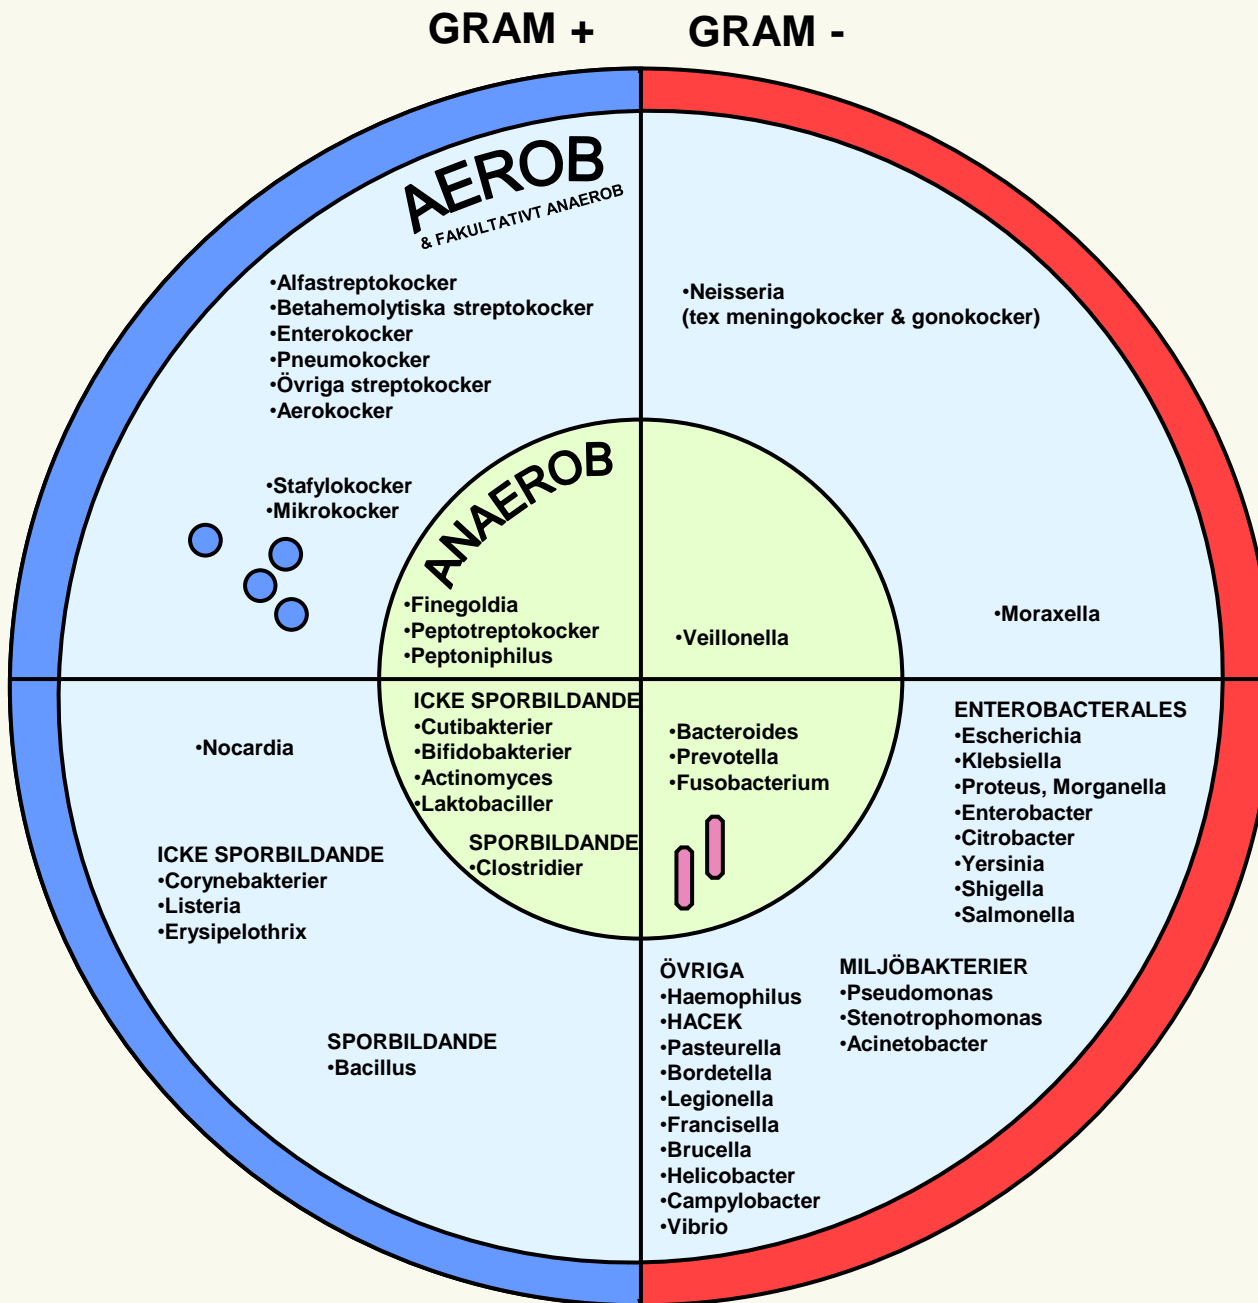 GRAM +
GRAM -
AEROB
& FAKULTATIVT ANAEROB
•Alfastreptokocker
•Betahemolytiska streptokocker
•Enterokocker
•Pneumokocker
•Övriga streptokocker
•Aerokocker
•Stafylokocker
•Mikrokocker
•Neisseria
(tex meningokocker & gonokocker)
•Moraxella
ANAEROB
•Finegoldia
•Peptotreptokocker
•Peptoniphilus
•Veillonella
ICKE SPORBILDANDE
•Cutibakterier
•Bifidobakterier
•Actinomyces
•Laktobaciller
SPORBILDANDE
•Clostridier
•Bacteroides
•Prevotella
•Fusobacterium
•Nocardia
ICKE SPORBILDANDE
•Corynebakterier
•Listeria
•Erysipelothrix
SPORBILDANDE
•Bacillus
ENTEROBACTERALES
•Escherichia
•Klebsiella
•Proteus, Morganella
•Enterobacter
•Citrobacter
•Yersinia
•Shigella
•Salmonella
ÖVRIGA
•Haemophilus
•HACEK
•Pasteurella
•Bordetella
•Legionella
•Francisella
•Brucella
•Helicobacter
•Campylobacter
•Vibrio
MILJÖBAKTERIER
•Pseudomonas
•Stenotrophomonas
•Acinetobacter